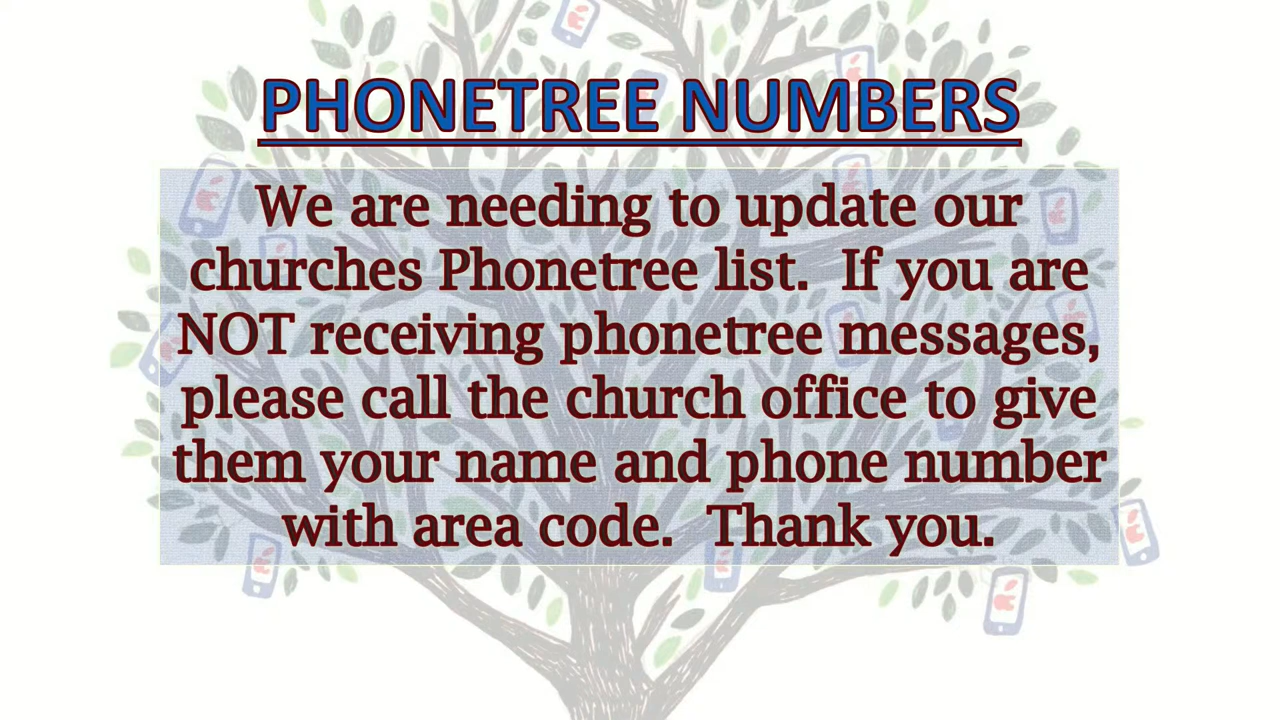 PHONETREE NUMBERS
We are needing to update our
churches Phonetree list.  If you are
NOT receiving phonetree messages,
please call the church office to give
them your name and phone number
with area code.  Thank you.